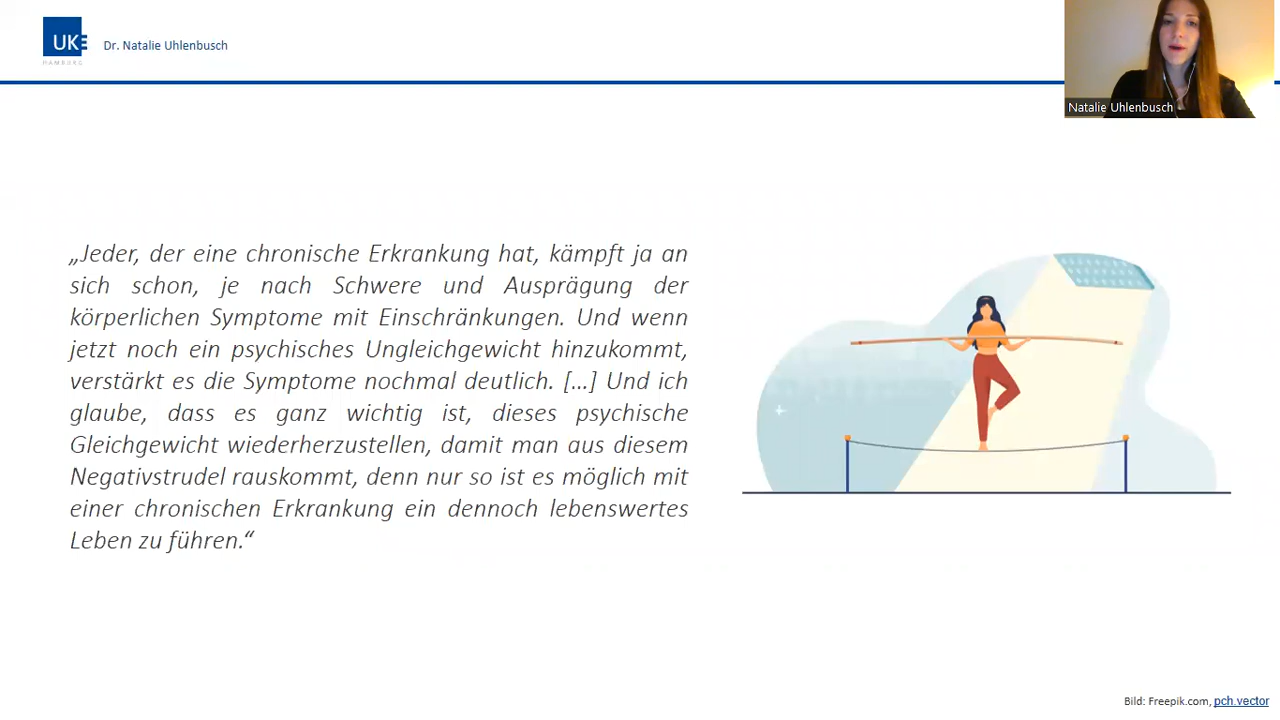 UKE
HAMBURG
Dr. Natalie Uhlenbusch
Natalie Uhlenbusch
„Jeder, der eine chronische Erkrankung hat, kämpft ja an
sich schon, je nach Schwere und Ausprägung der
körperlichen Symptome mit Einschränkungen. Und wenn
jetzt noch ein psychisches Ungleichgewicht hinzukommt,
verstärkt es die Symptome nochmal deutlich. [...] Und ich
glaube, dass es ganz wichtig ist, dieses psychische
Gleichgewicht wiederherzustellen, damit man aus diesem
Negativstrudel rauskommt, denn nur so ist es möglich mit
einer chronischen Erkrankung ein dennoch lebenswertes
Leben zu führen.“
Bild: Freepik.com, pch.vector